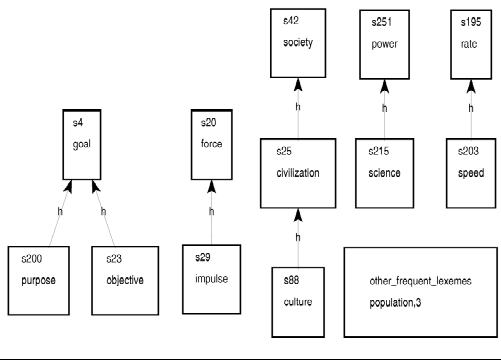 s42
society
s251
power
s195
rate
h
h
h
s4
goal
s20
force
s25
civilization
s215
science
s203
speed
h
h
h
h
s200
purpose
s23
objective
s29
impulse
s88
culture
other_frequent_lexemes
population,3